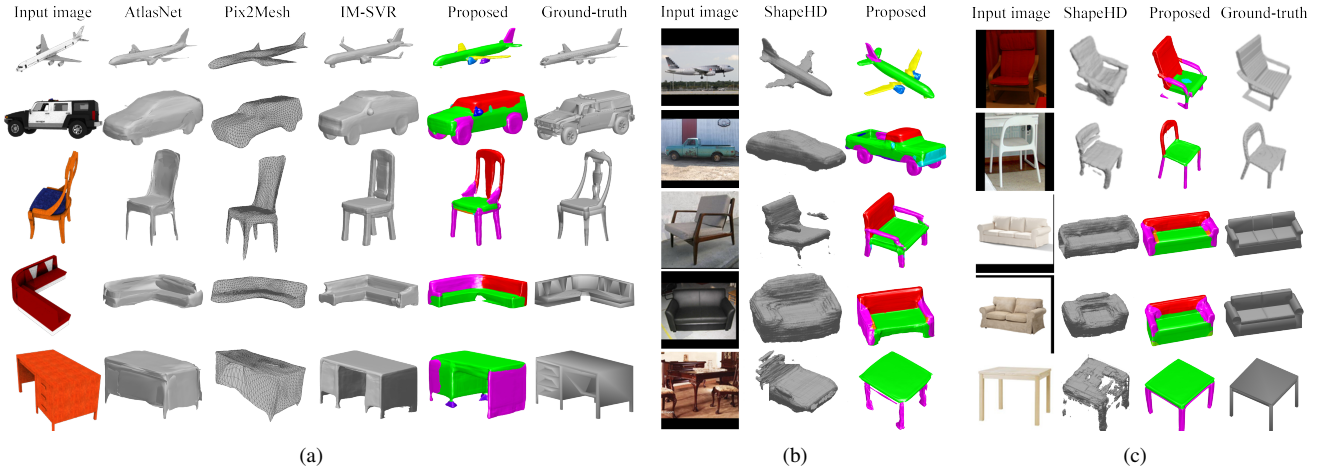 Input image AtlasNet Pix2Mesh IM-SVR Proposed Ground-truth
(a)
Input image ShapeHD Proposed
(b)
Input image ShapeHD Proposed Ground-truth
(c)